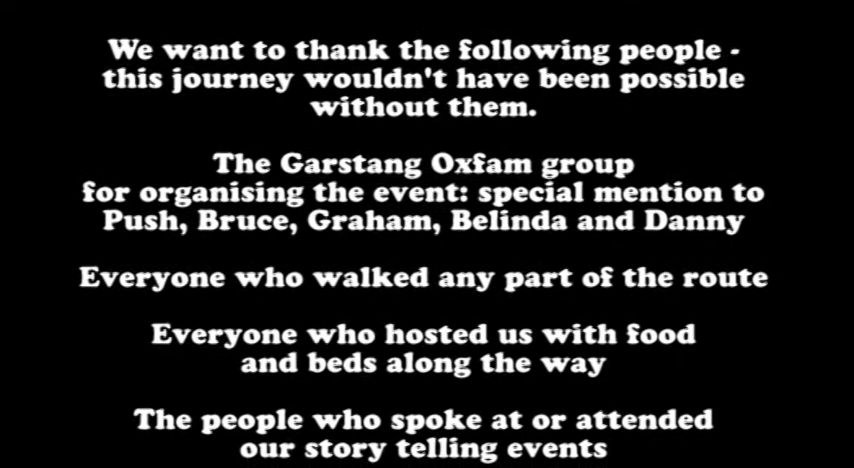 We want to thank the following people -
this journey wouldn't have been possible
without them.
The Garstang Oxfam group
for organising the event: special mention to
Push, Bruce, Graham, Belinda and Danny
Everyone who walked any part of the route
Everyone who hosted us with food
and beds along the way
The people who spoke at or attended
our story telling events